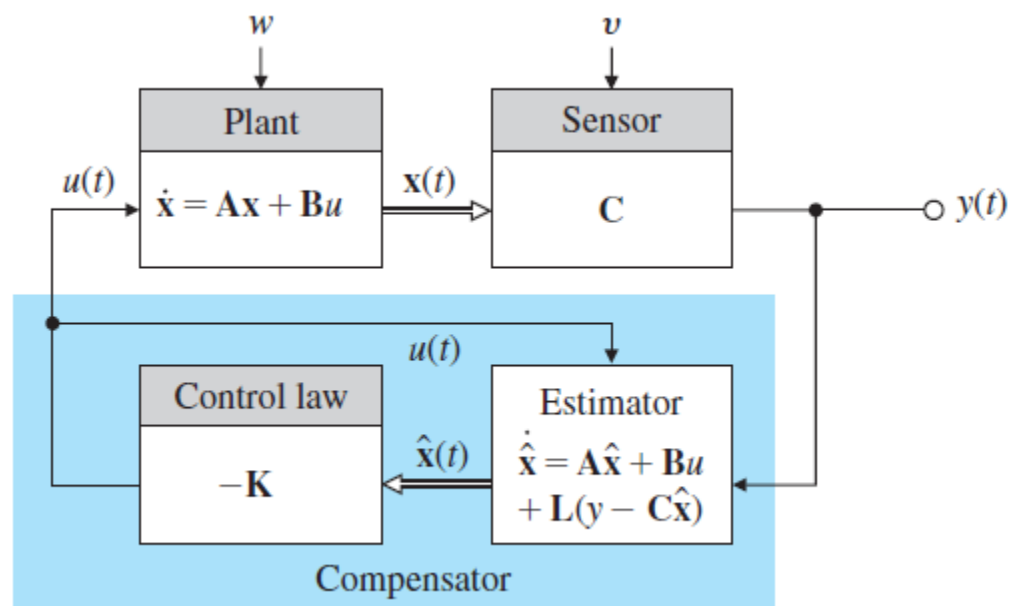 w
υ
Plant
Sensor
u(t)
ẋ = Ax + Bu
x(t)
C
y(t)
u(t)
Control law
−K
x̂(t)
Estimator
x̂̇ = Ax̂ + Bu
+ L(y − Cx̂)
Compensator